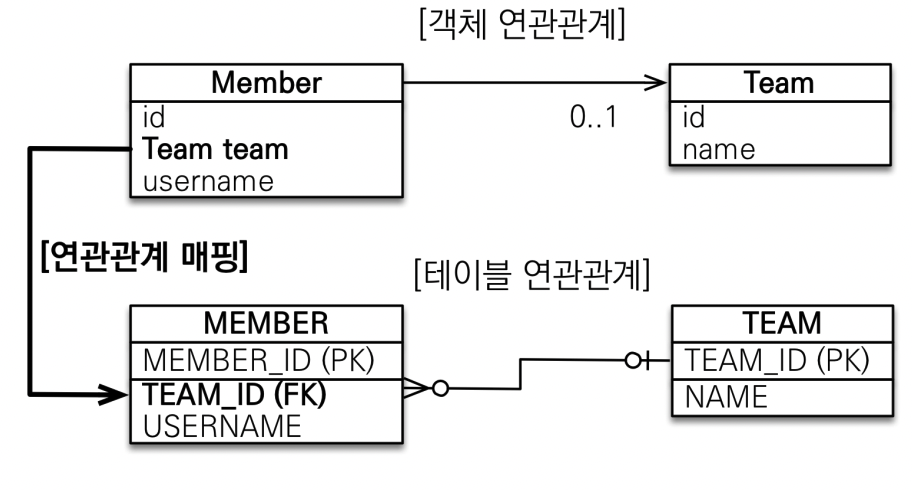 [객체 연관관계]
Member
id
Team team
username
0..1
Team
id
name
[연관관계 매핑]
[테이블 연관관계]
MEMBER
MEMBER_ID (PK)
TEAM_ID (FK)
USERNAME
TEAM
TEAM_ID (PK)
NAME